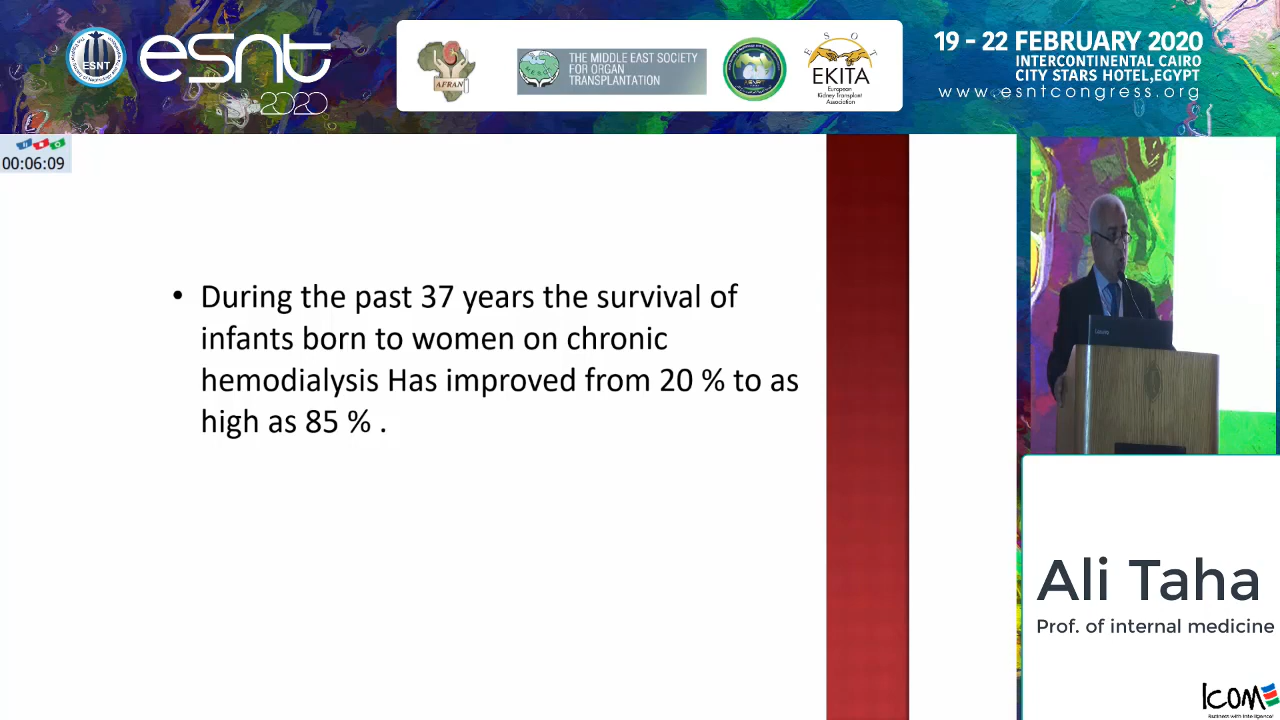 ESNT
esnt
2020
AFRAN
THE MIDDLE EAST SOCIETY
FOR ORGAN
TRANSPLANTATION
E S O T
EKITA
European
Kidney Transplant
Association
19 - 22 FEBRUARY 2020
INTERCONTINENTAL CAIRO
CITY STARS HOTEL,EGYPT
www.esntcongress.org
00:06:09
• During the past 37 years the survival of
infants born to women on chronic
hemodialysis Has improved from 20 % to as
high as 85 % .
Ali Taha
Prof. of internal medicine
ICOM
Business with Intelligence